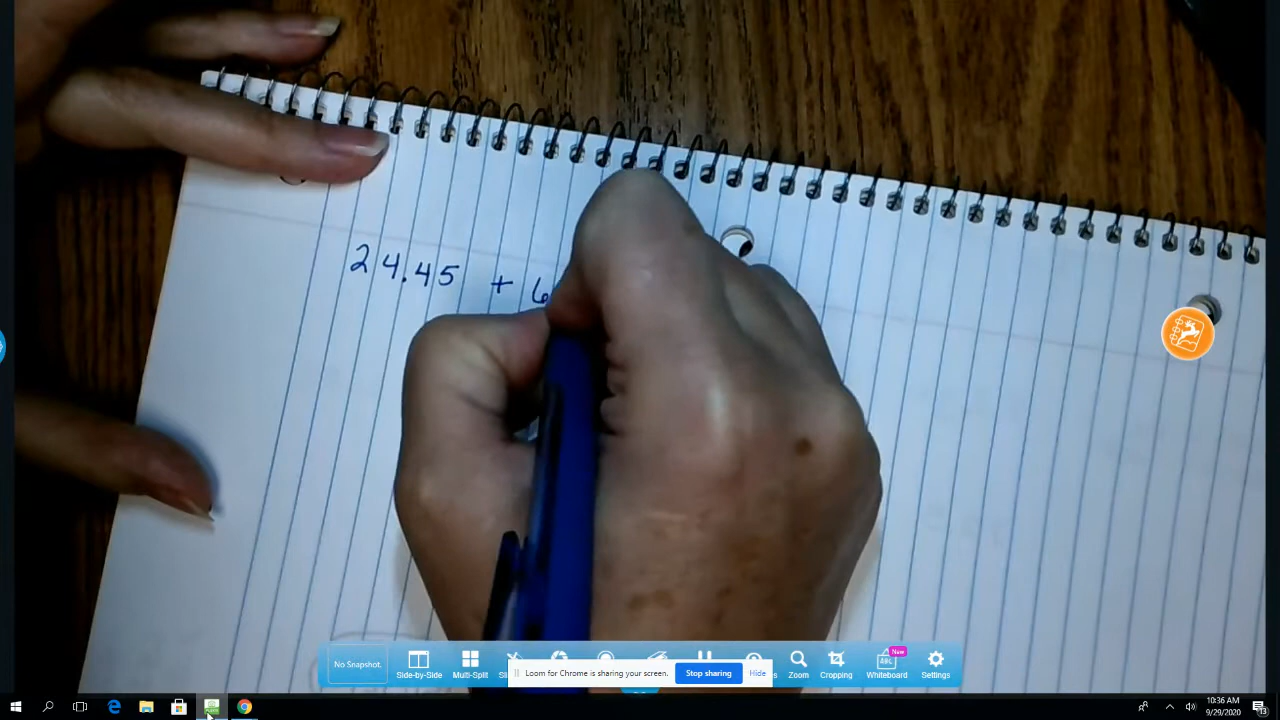 24.45 + 6
No Snapshot.
Side-by-Side
Multi-Split
Loom for Chrome is sharing your screen.
Stop sharing
Hide
Zoom
Cropping
New
Whiteboard
Settings
10:36 AM
9/29/2020
13